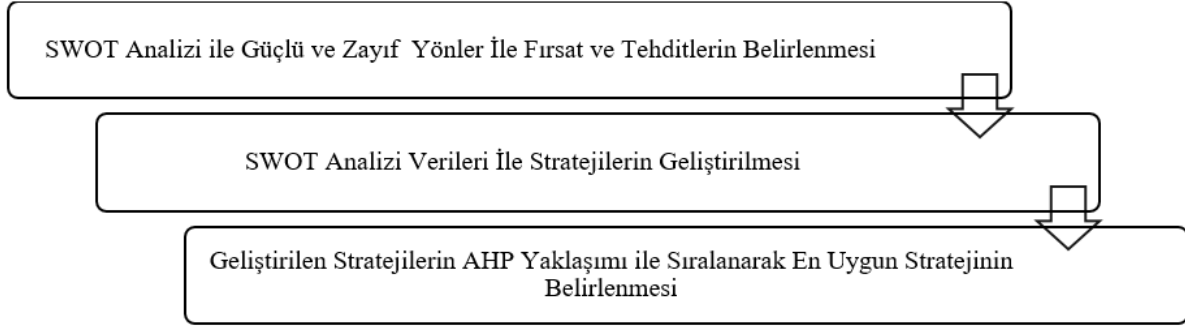 SWOT Analizi ile Güçlü ve Zayıf Yönler İle Fırsat ve Tehditlerin Belirlenmesi
SWOT Analizi Verileri İle Stratejilerin Geliştirilmesi
Geliştirilen Stratejilerin AHP Yaklaşımı ile Sıralanarak En Uygun Stratejinin
Belirlenmesi